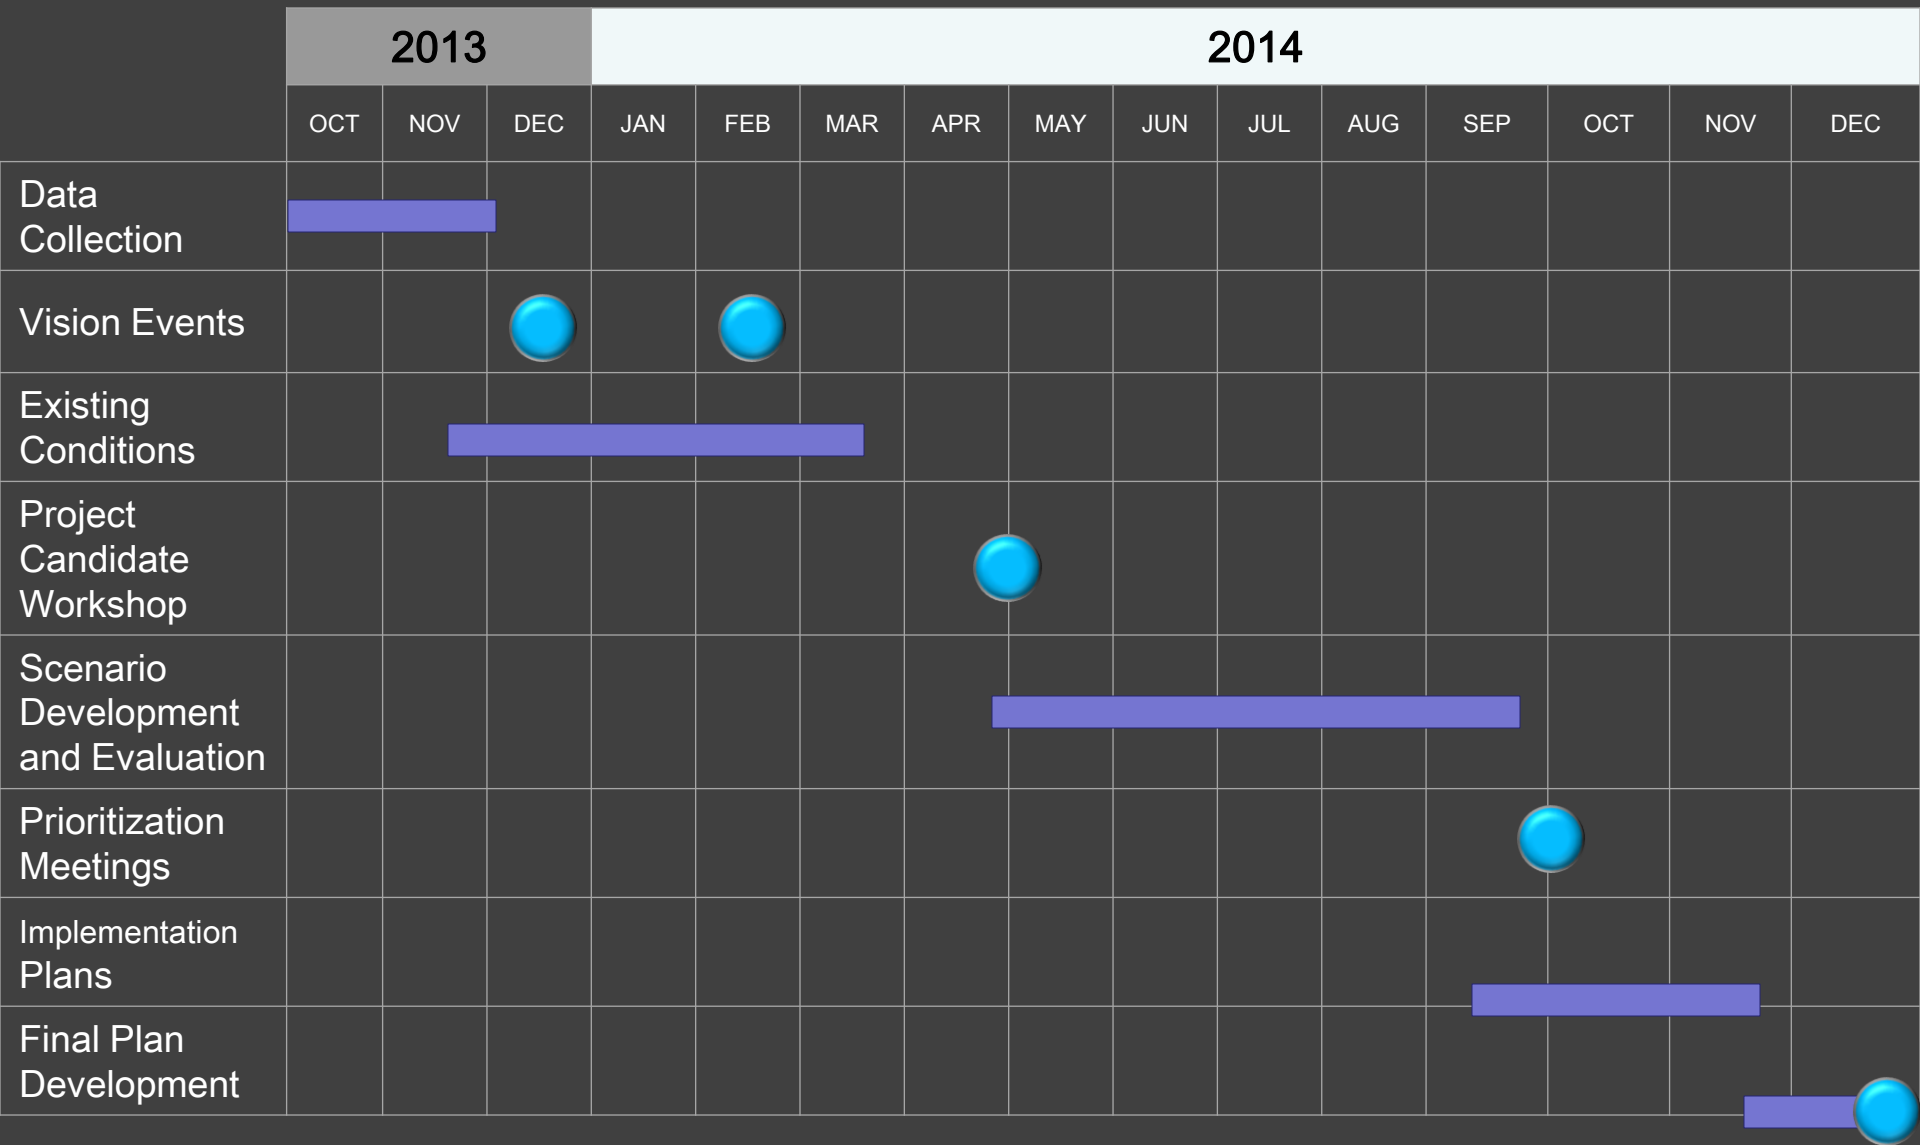 2013 2014
OCT NOV DEC JAN FEB MAR APR MAY JUN JUL AUG SEP OCT NOV DEC
Data
Collection
Vision Events
Existing
Conditions
Project
Candidate
Workshop
Scenario
Development
and Evaluation
Prioritization
Meetings
Implementation
Plans
Final Plan
Development